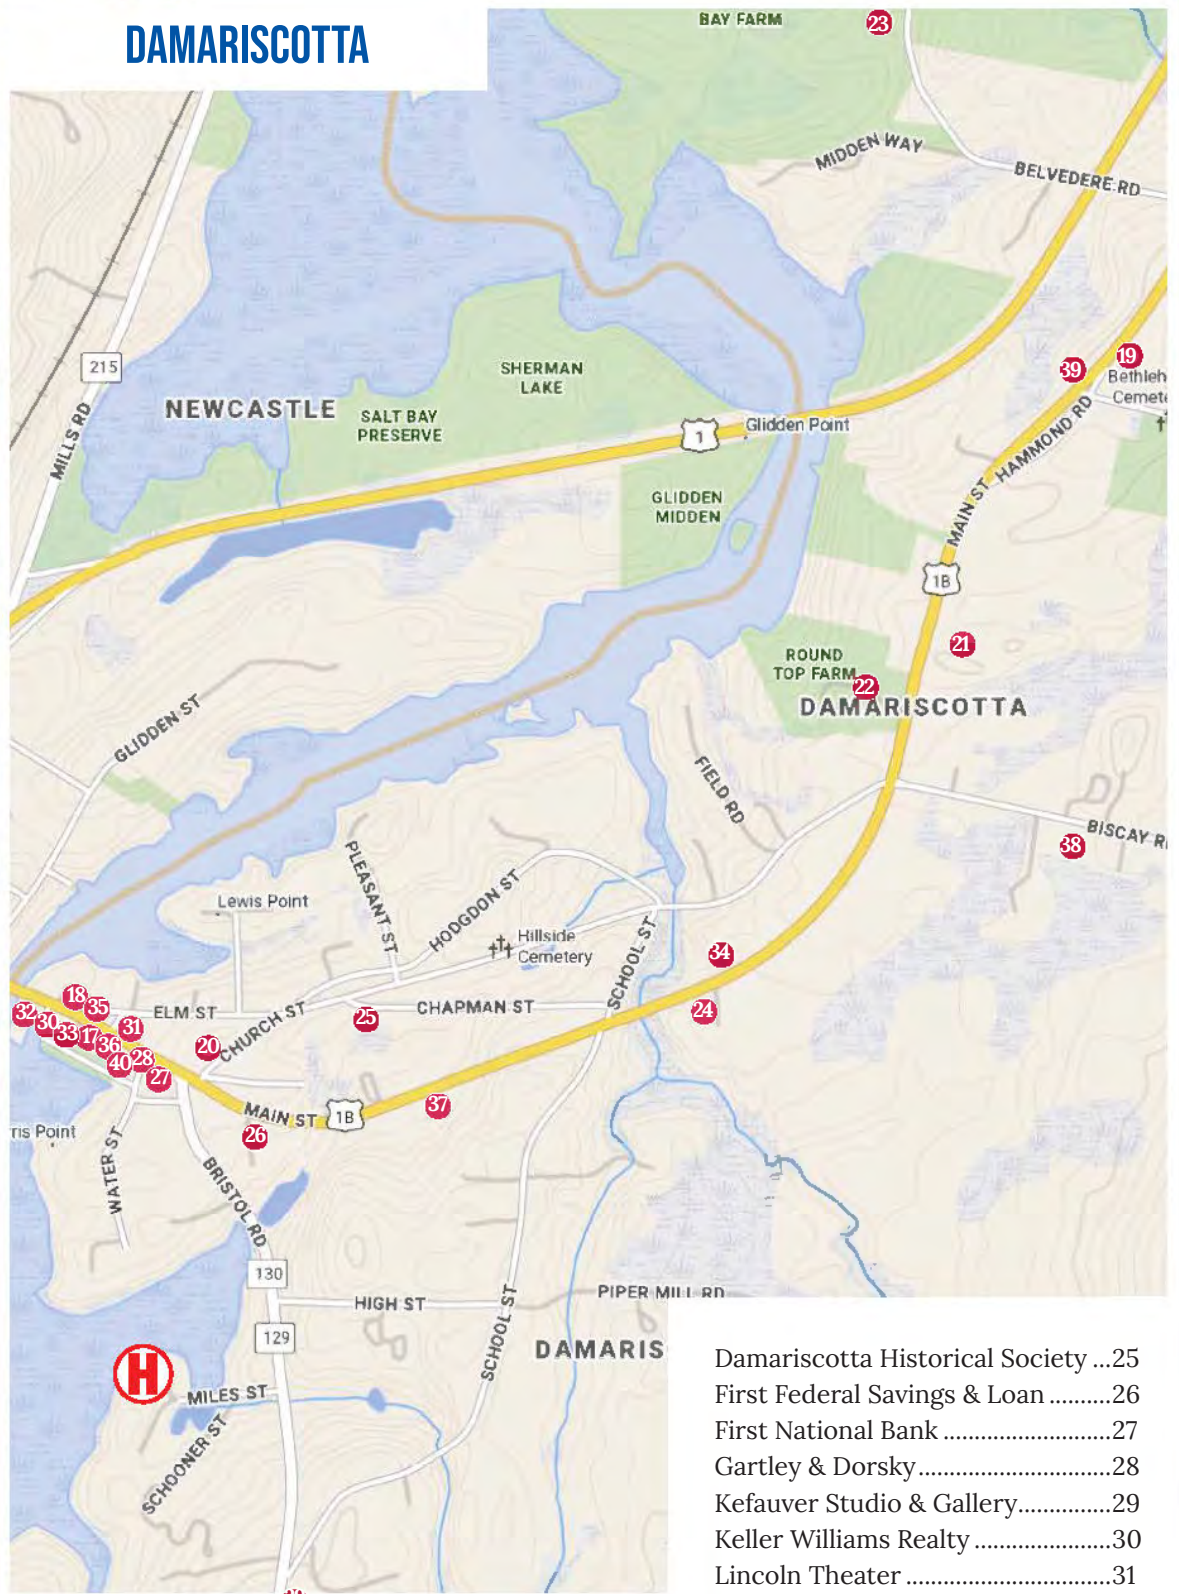 DAMARISCOTTA
BAY FARM
23
MIDDEN WAY
BELVEDERE RD
215
MILLS RD
NEWCASTLE
SALT BAY
PRESERVE
SHERMAN
LAKE
1
Glidden Point
39
19
Bethleh
Cemete
HAMMOND RD
GLIDDEN
MIDDEN
MAIN ST
1B
21
ROUND
TOP FARM
22
DAMARISCOTTA
GLIDDEN ST
FIELD RD
BISCAY R
38
PLEASANT ST
HODGDON ST
Lewis Point
Hillside
Cemetery
SCHOOL ST
34
24
18
35
32
30
33
17
36
31
40
28
27
ELM ST
20
CHURCH ST
25
CHAPMAN ST
MAIN ST
1B
37
26
ris Point
WATER ST
BRISTOL RD
130
HIGH ST
129
PIPER MILL RD
SCHOOL ST
DAMARIS
H
MILES ST
SCHOONER ST
Damariscotta Historical Society ...25
First Federal Savings & Loan ..........26
First National Bank ............................27
Gartley & Dorsky................................28
Kefauver Studio & Gallery...............29
Keller Williams Realty .......................30
Lincoln Theater ..................................31